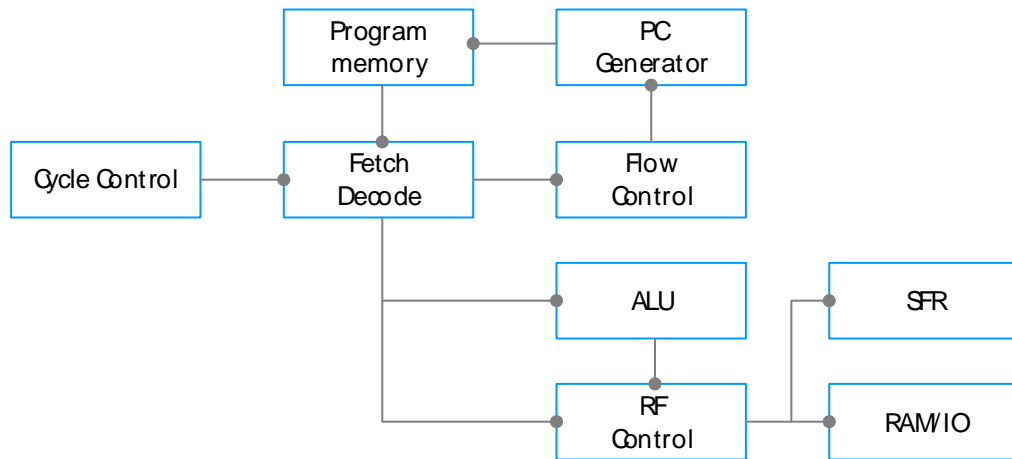 Program
memory
PC
Generator
Cycle Control
Fetch
Decode
Flow
Control
ALU
SFR
RF
Control
RAM/IO